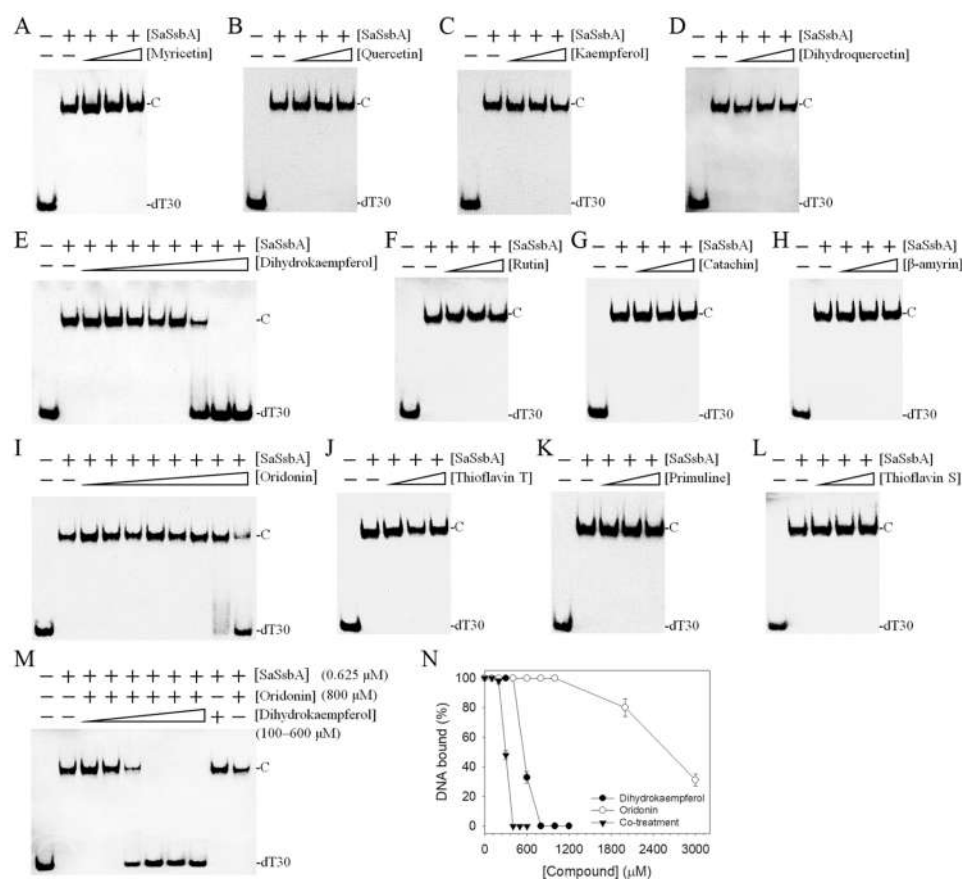 A
− + + + + [SaSsbA]
− − [Myricetin]
-C
-dT30
B
− + + + + [SaSsbA]
− − [Quercetin]
-C
-dT30
C
− + + + + [SaSsbA]
− − [Kaempferol]
-C
-dT30
D
− + + + + [SaSsbA]
− − [Dihydroquercetin]
-C
-dT30
E
− + + + + + + + + [SaSsbA]
− − [Dihydrokaempferol]
-C
-dT30
F
− + + + + [SaSsbA]
− − [Rutin]
-C
-dT30
G
− + + + + [SaSsbA]
− − [Catachin]
-C
-dT30
H
− + + + + [SaSsbA]
− − [β-amyrin]
-C
-dT30
I
− + + + + + + + + + [SaSsbA]
− − [Oridonin]
-C
-dT30
J
− + + + + [SaSsbA]
− − [Thioflavin T]
-C
-dT30
K
− + + + + [SaSsbA]
− − [Primuline]
-C
-dT30
L
− + + + + [SaSsbA]
− − [Thioflavin S]
-C
-dT30
M
− + + + + + + + + [SaSsbA] (0.625 μM)
− − + + + + + + − + [Oridonin] (800 μM)
− − + − [Dihydrokaempferol]
(100–600 μM)
-C
-dT30
N
100
80
60
40
20
0
DNA bound (%)
Dihydrokaempferol
Oridonin
Co-treatment
0 600 1200 1800 2400 3000
[Compound] (μM)